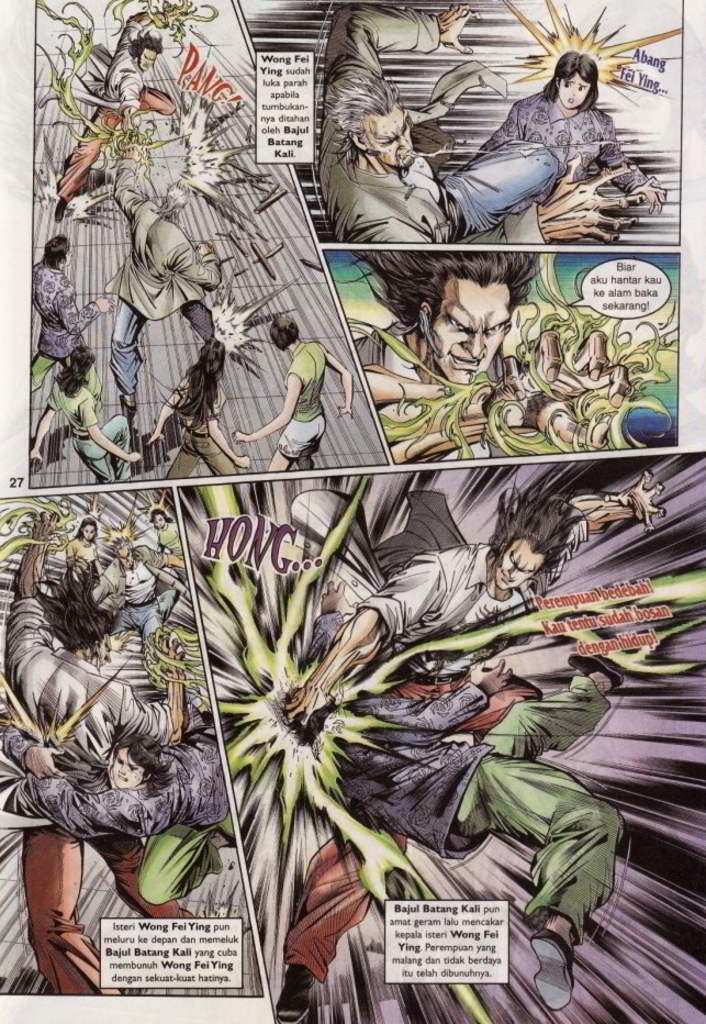 PANG!
Wong Fei
Ying sudah
luka parah
apabila
tumbukan-
nya ditahan
oleh Bajul
Batang
Kali.
Abang
Fei Ying...
Biar
aku hantar kau
ke alam baka
sekarang!
27
HONG...
Perempuan bedebah!
Kau tentu sudah bosan
dengan hidup!
Isteri Wong Fei Ying pun
meluru ke depan dan memeluk
Bajul Batang Kali yang cuba
membunuh Wong Fei Ying
dengan sekuat-kuat hatinya.
Bajul Batang Kali pun
amat geram lalu mencakar
kepala isteri Wong Fei
Ying. Perempuan yang
malang dan tidak berdaya
itu telah dibunuhnya.